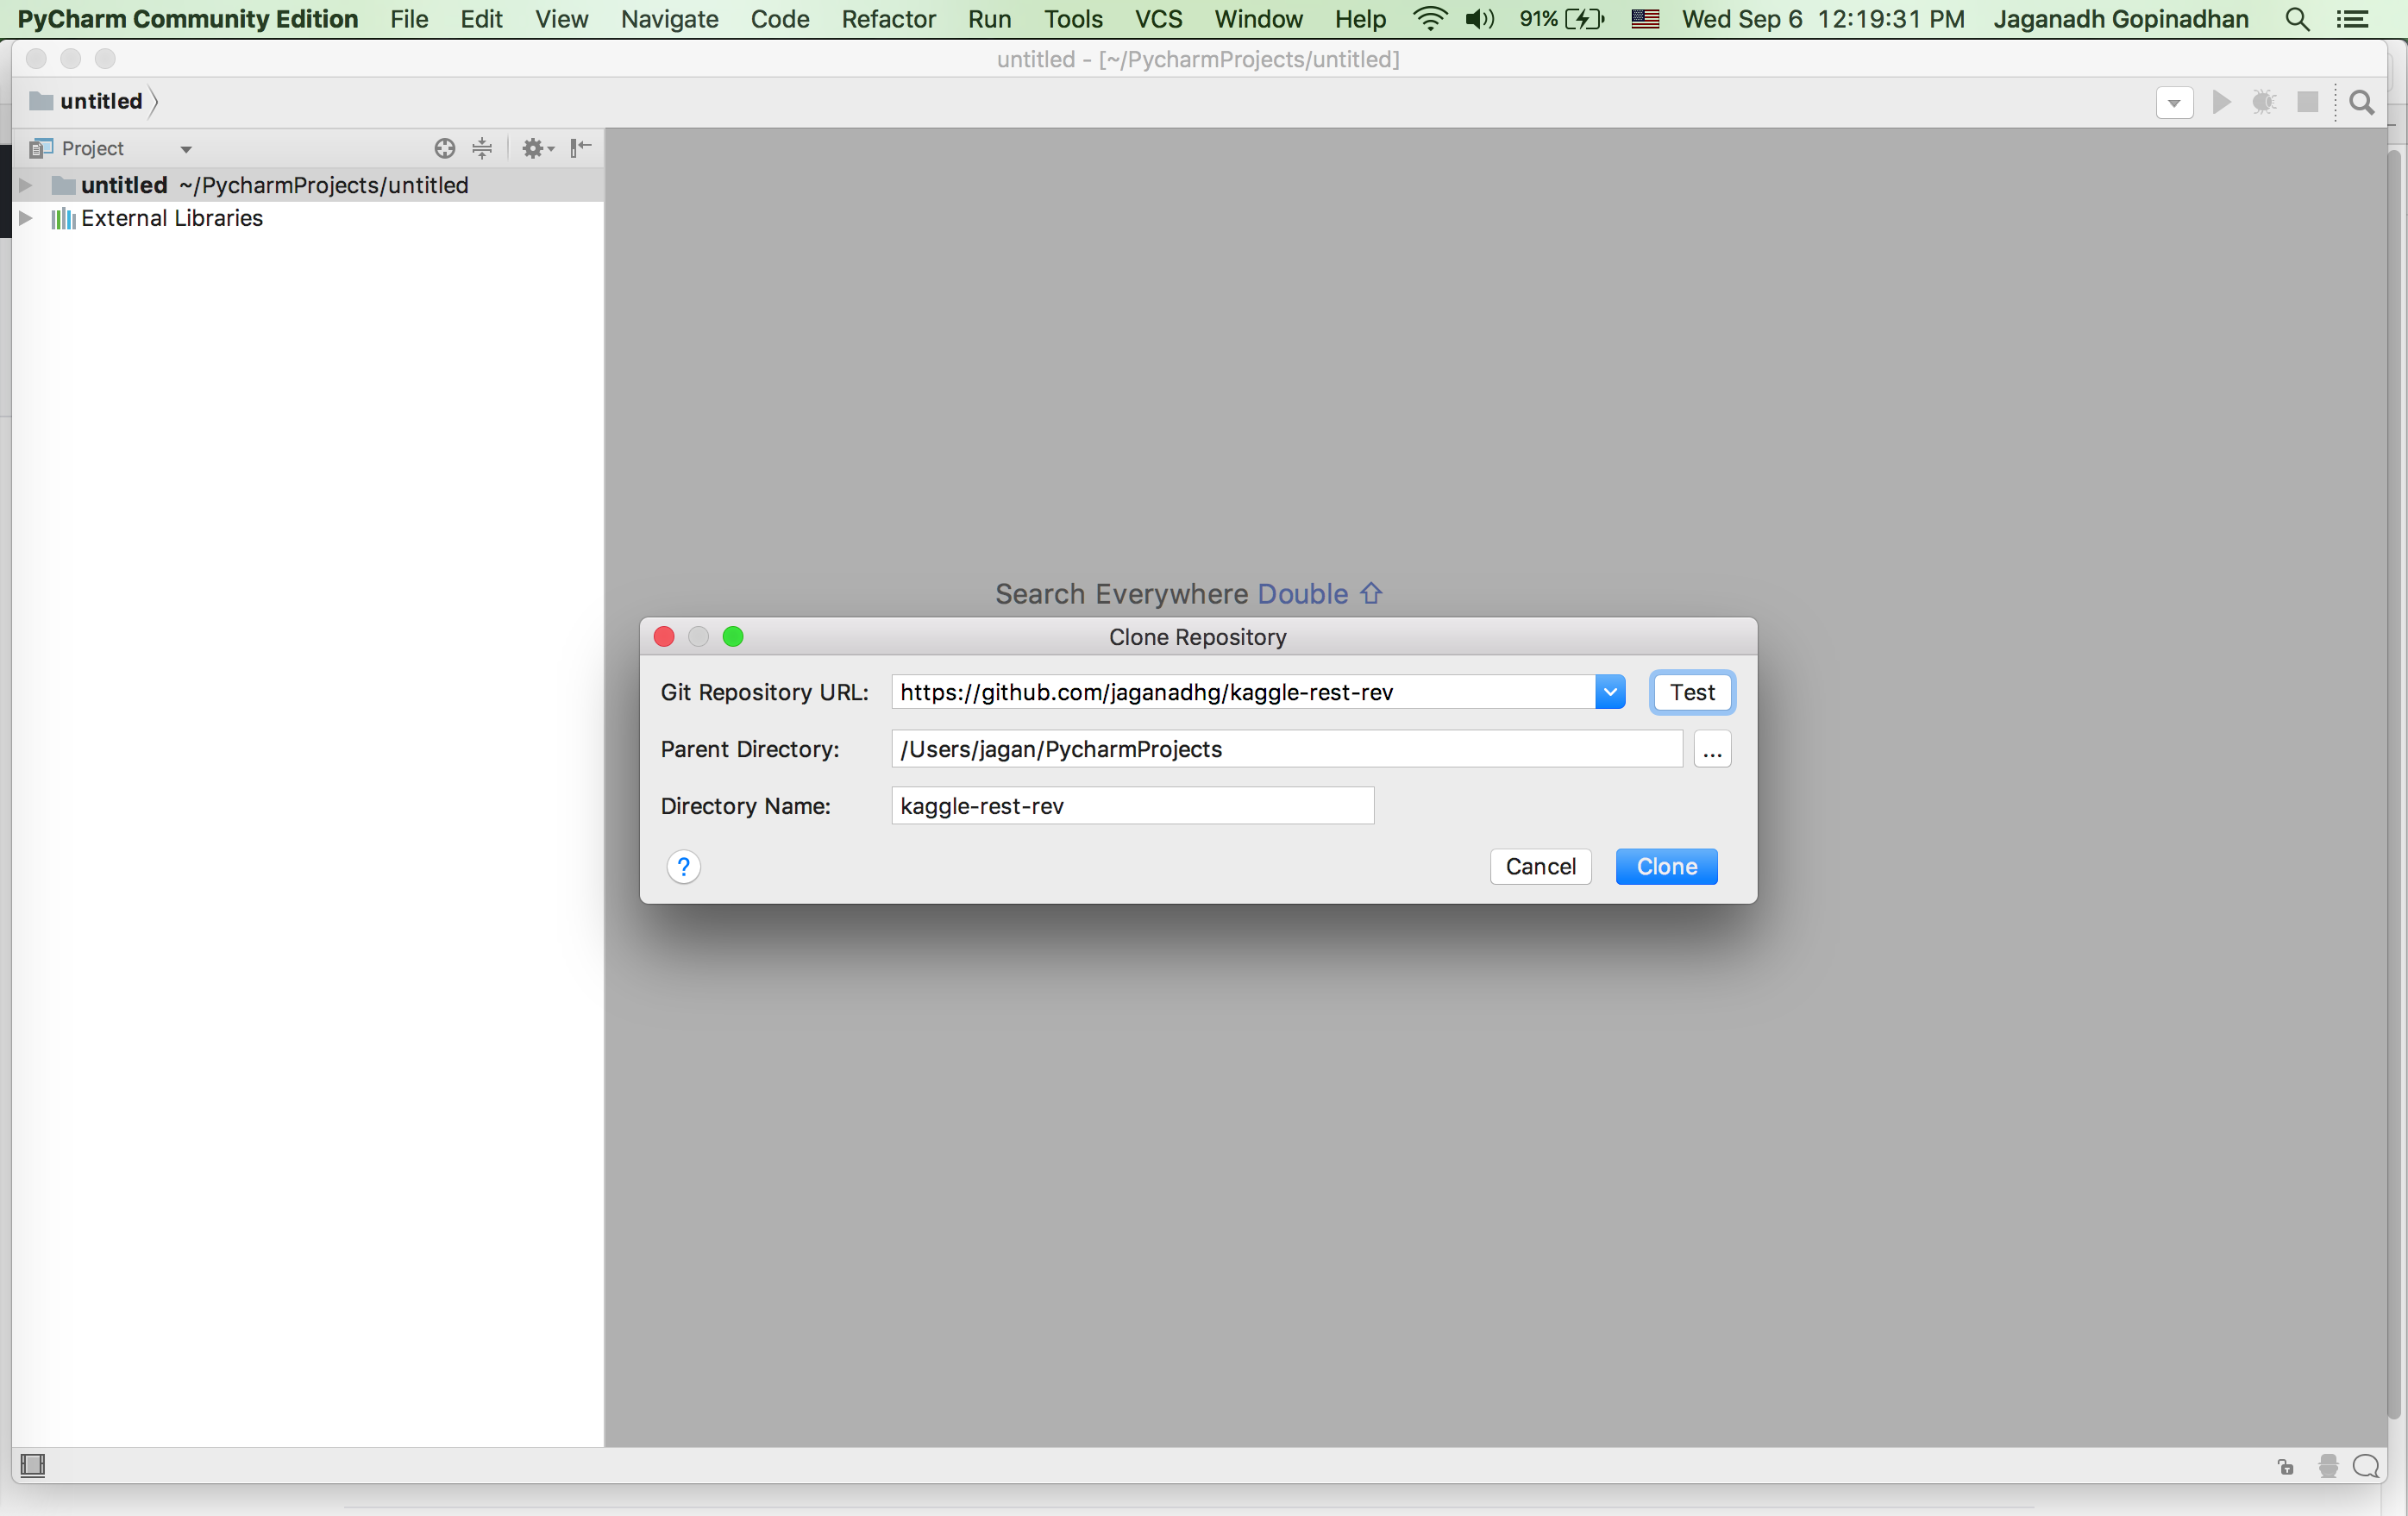 PyCharm Community Edition File Edit View Navigate Code Refactor Run Tools VCS Window Help 91% Wed Sep 6 12:19:31 PM Jaganadh Gopinadhan
untitled - [~/PycharmProjects/untitled]
untitled
Project
untitled ~/PycharmProjects/untitled
External Libraries
Search Everywhere Double ⇧
Clone Repository
Git Repository URL: https://github.com/jaganadhg/kaggle-rest-rev Test
Parent Directory: /Users/jagan/PycharmProjects ...
Directory Name: kaggle-rest-rev
? Cancel Clone